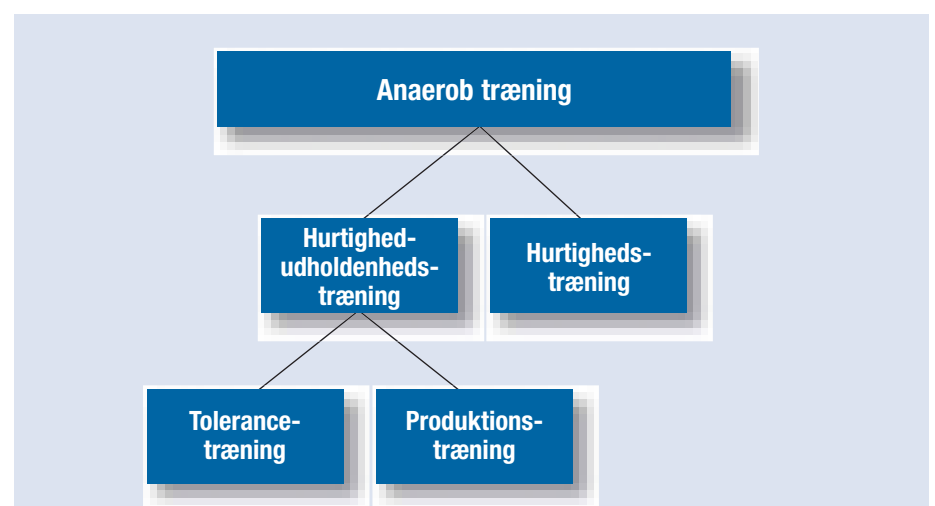 Anaerob træning
Hurtighed-
udholdenheds-
træning
Hurtigheds-
træning
Tolerance-
træning
Produktions-
træning